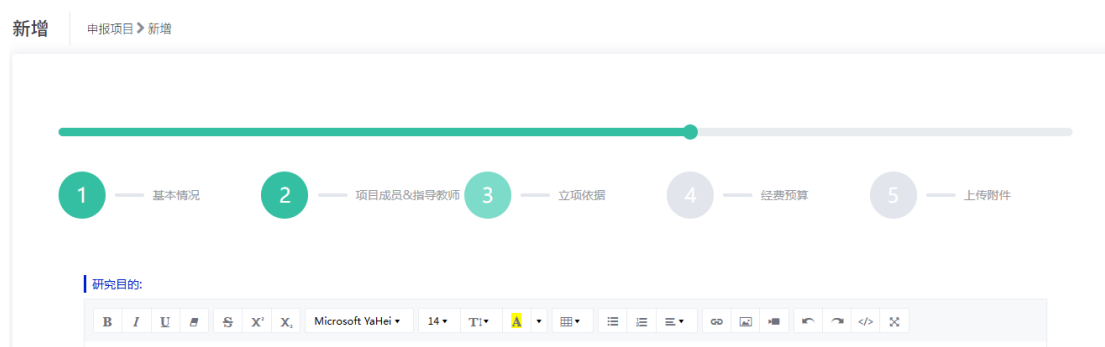 新增 申报项目 > 新增
1 基本情况 2 项目成员&指导教师 3 立项依据 4 经费预算 5 上传附件
研究目的:
B I U S X² X₂ Microsoft YaHei 14 T↕ A </>